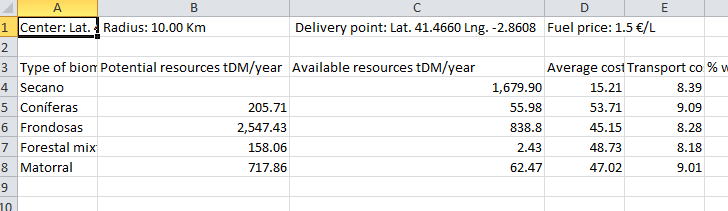 A B C D E
1 Center: Lat. Radius: 10.00 Km Delivery point: Lat. 41.4660 Lng. -2.8608 Fuel price: 1.5 €/L
2
3 Type of biom Potential resources tDM/year Available resources tDM/year Average cost Transport co % w
4 Secano 1,679.90 15.21 8.39
5 Coníferas 205.71 55.98 53.71 9.09
6 Frondosas 2,547.43 838.8 45.15 8.28
7 Forestal mix 158.06 2.43 48.73 8.18
8 Matorral 717.86 62.47 47.02 9.01
9
10